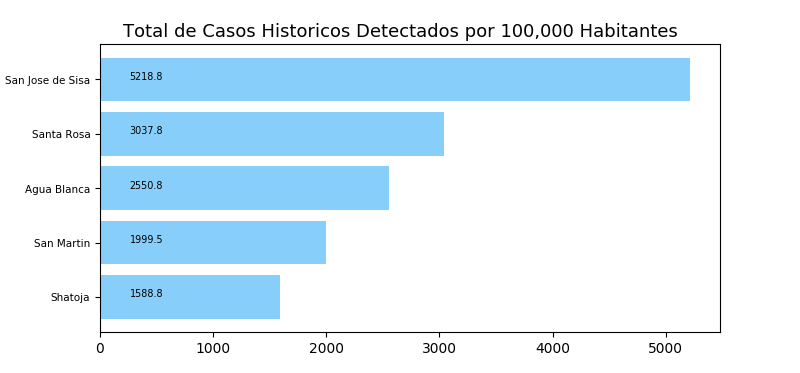 Total de Casos Historicos Detectados por 100,000 Habitantes
San Jose de Sisa 5218.8
Santa Rosa 3037.8
Agua Blanca 2550.8
San Martin 1999.5
Shatoja 1588.8
0 1000 2000 3000 4000 5000